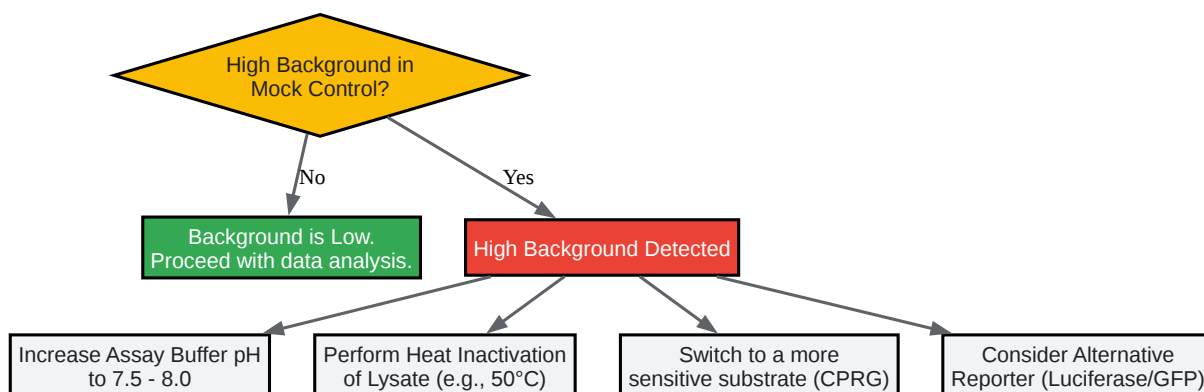 High Background in
Mock Control?
No
Yes
Background is Low.
Proceed with data analysis.
High Background Detected
Increase Assay Buffer pH
to 7.5 - 8.0
Perform Heat Inactivation
of Lysate (e.g., 50°C)
Switch to a more
sensitive substrate (CPRG)
Consider Alternative
Reporter (Luciferase/GFP)